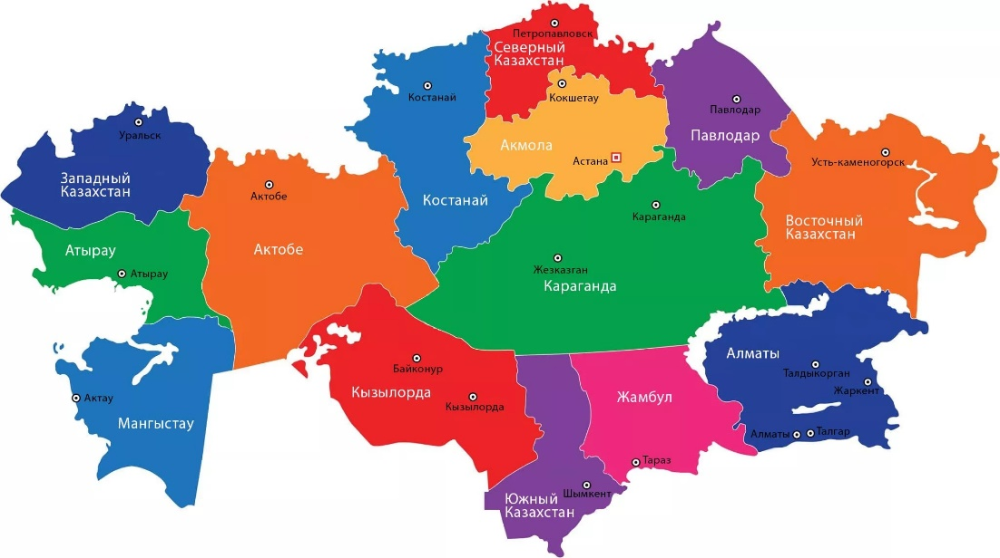 Петропавловск
Северный
Казахстан
Костанай
Кокшетау
Павлодар
Уральск
Акмола
Павлодар
Астана
Усть-каменогорск
Западный
Казахстан
Актобе
Костанай
Караганда
Восточный
Казахстан
Атырау
Актобе
Атырау
Жезказган
Караганда
Алматы
Байконур
Талдыкорган
Кызылорда
Жамбул
Жаркент
Актау
Кызылорда
Мангыстау
Алматы
Талгар
Тараз
Шымкент
Южный
Казахстан